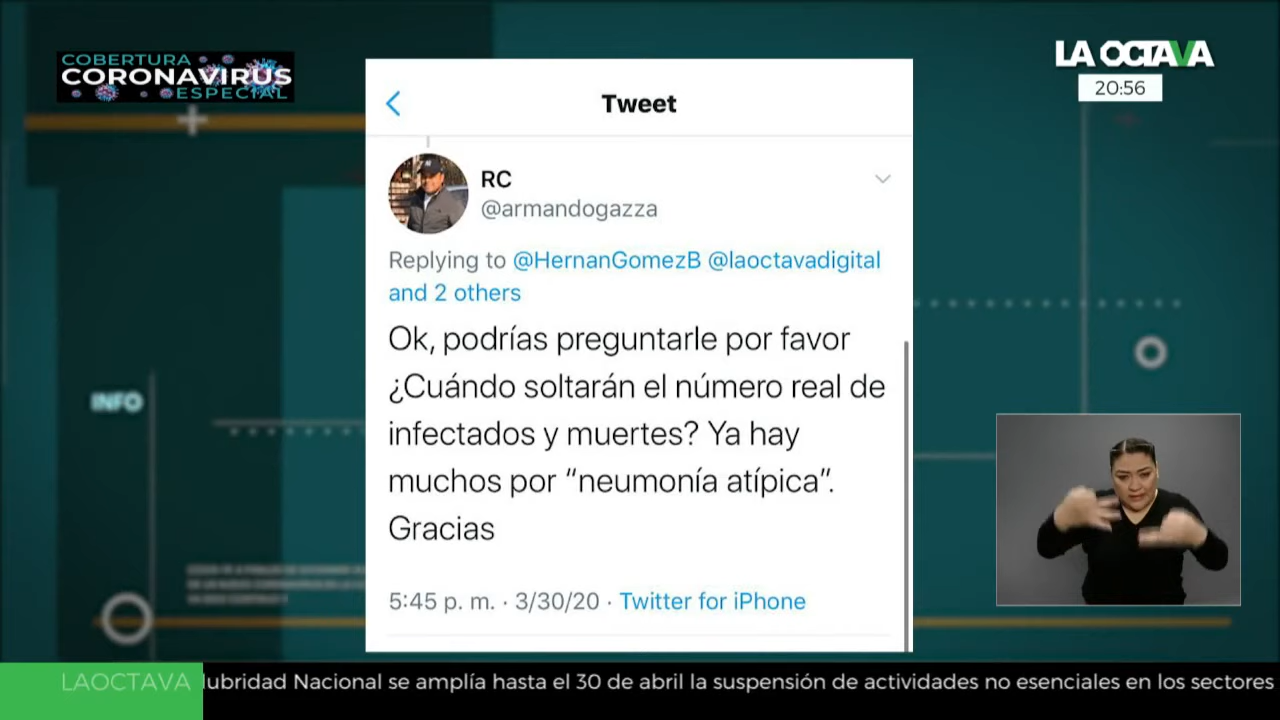 COBERTURA
CORONAVIRUS
ESPECIAL
LA OCTAVA
20:56
Tweet
RC
@armandogazza
Replying to @HernanGomezB @laoctavadigital
and 2 others
Ok, podrías preguntarle por favor
¿Cuándo soltarán el número real de
infectados y muertes? Ya hay
muchos por “neumonía atípica”.
Gracias
5:45 p. m. · 3/30/20 · Twitter for iPhone
INFO
LAOCTAVA
lubridad Nacional se amplía hasta el 30 de abril la suspensión de actividades no esenciales en los sectores